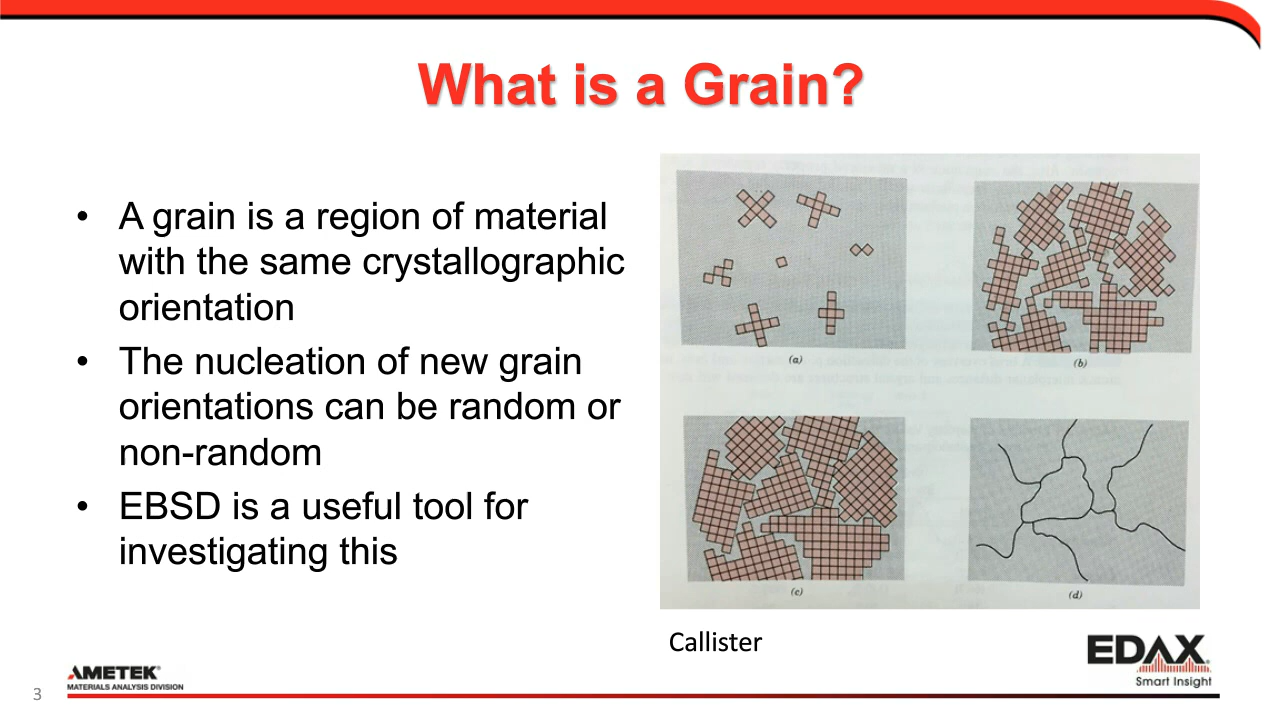 What is a Grain?
• A grain is a region of material
with the same crystallographic
orientation
• The nucleation of new grain
orientations can be random or
non-random
• EBSD is a useful tool for
investigating this
(a)
(b)
(c)
(d)
Callister
AMETEK®
MATERIALS ANALYSIS DIVISION
3
EDAX
Smart Insight